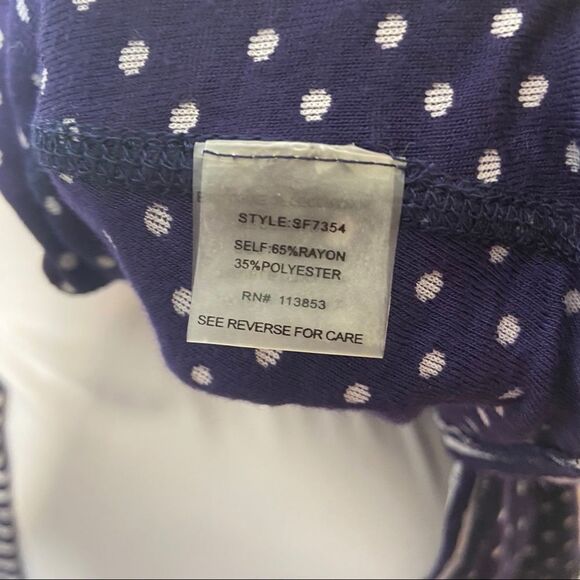 STYLE:SF7354
SELF:65%RAYON
35%POLYESTER
RN# 113853
SEE REVERSE FOR CARE